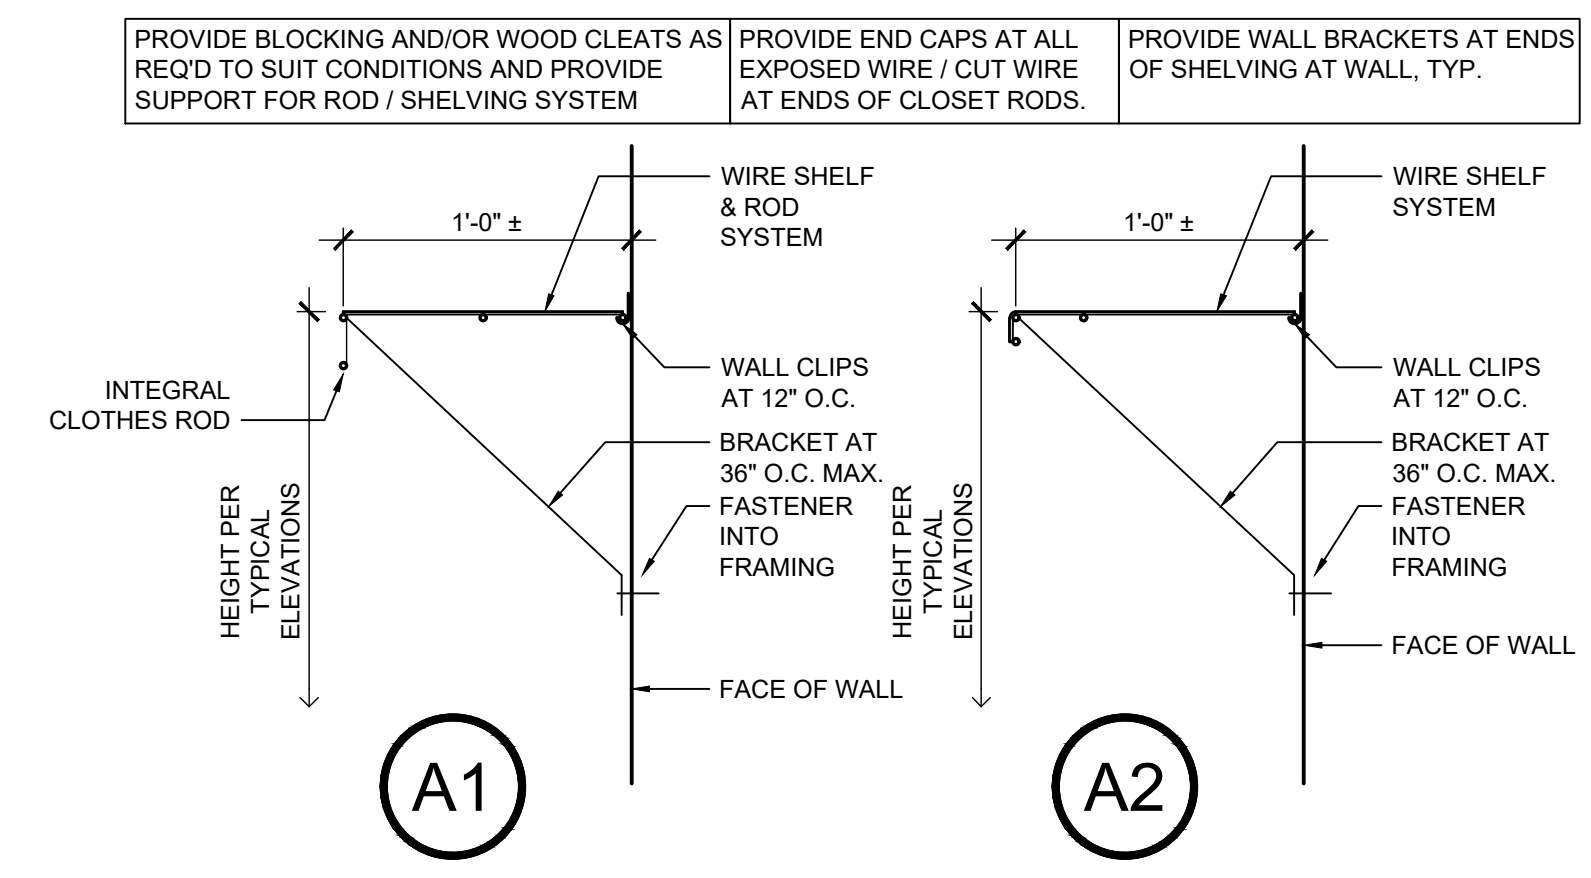 PROVIDE BLOCKING AND/OR WOOD CLEATS AS
REQ'D TO SUIT CONDITIONS AND PROVIDE
SUPPORT FOR ROD / SHELVING SYSTEM
PROVIDE END CAPS AT ALL
EXPOSED WIRE / CUT WIRE
AT ENDS OF CLOSET RODS.
PROVIDE WALL BRACKETS AT ENDS
OF SHELVING AT WALL, TYP.
1'-0" ±
WIRE SHELF
& ROD
SYSTEM
INTEGRAL
CLOTHES ROD
WALL CLIPS
AT 12" O.C.
BRACKET AT
36" O.C. MAX.
FASTENER
INTO
FRAMING
HEIGHT PER
TYPICAL
ELEVATIONS
FACE OF WALL
A1
1'-0" ±
WIRE SHELF
SYSTEM
WALL CLIPS
AT 12" O.C.
BRACKET AT
36" O.C. MAX.
FASTENER
INTO
FRAMING
HEIGHT PER
TYPICAL
ELEVATIONS
FACE OF WALL
A2